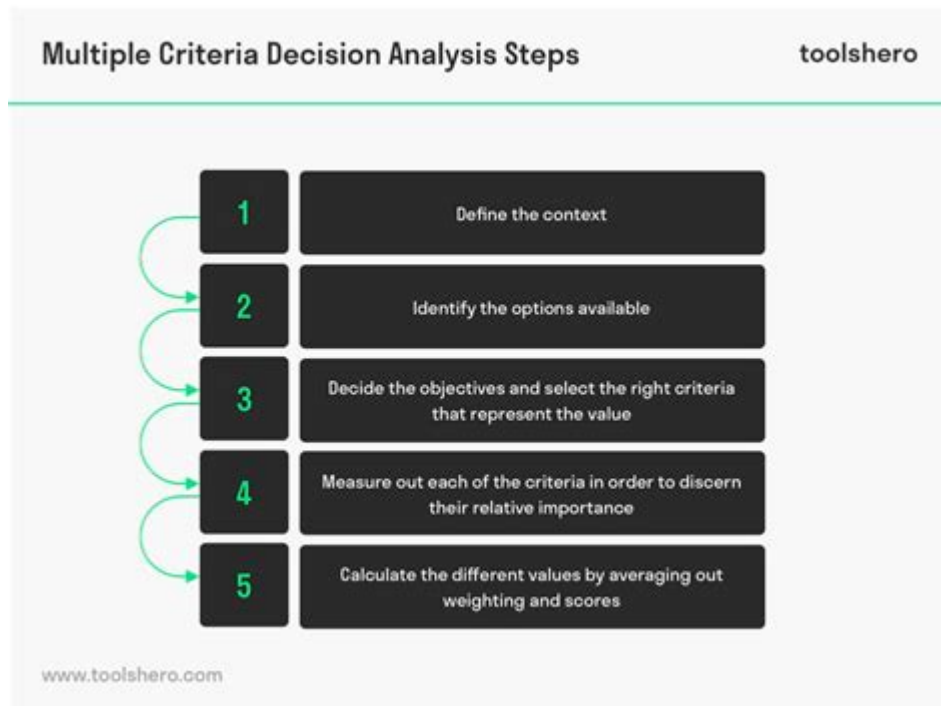 Multiple Criteria Decision Analysis Steps
toolshero
1
Define the context
2
Identify the options available
3
Decide the objectives and select the right criteria
that represent the value
4
Measure out each of the criteria in order to discern
their relative importance
5
Calculate the different values by averaging out
weighting and scores
www.toolshero.com